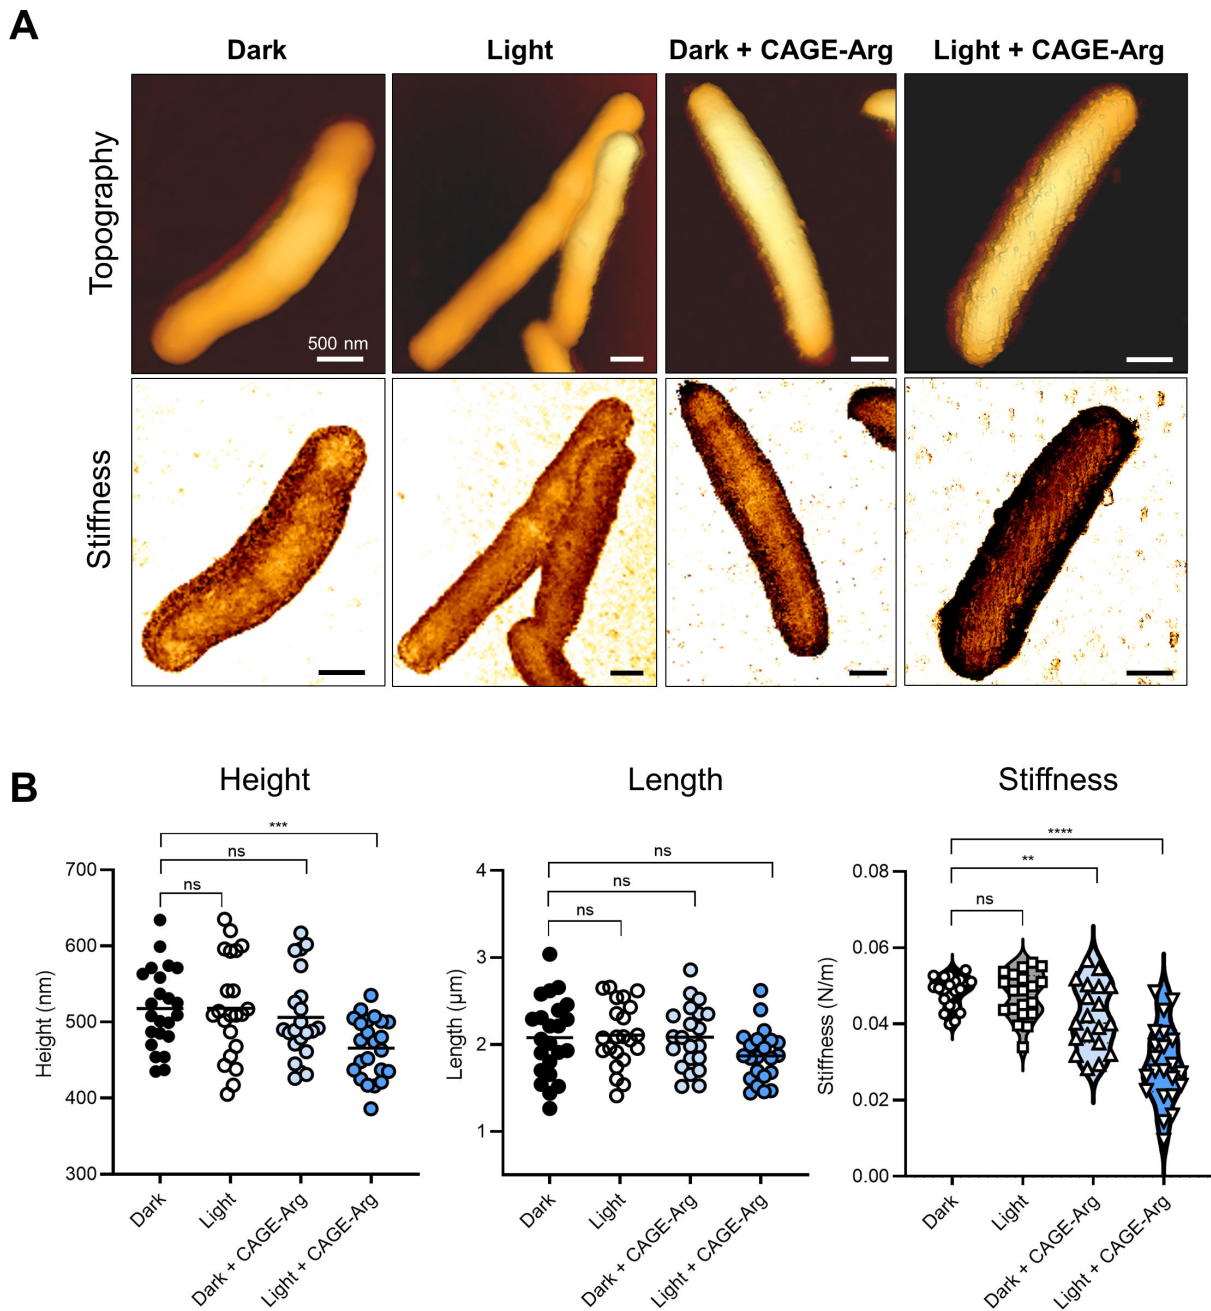 A
Dark
Light
Dark + CAGE-Arg
Light + CAGE-Arg
Topography
500 nm
Stiffness
B
Height
***
ns
ns
Height (nm)
700
600
500
400
300
Dark
Light
Dark + CAGE-Arg
Light + CAGE-Arg
Length
ns
ns
ns
Length (µm)
4
3
2
1
Dark
Light
Dark + CAGE-Arg
Light + CAGE-Arg
Stiffness
****
**
ns
Stiffness (N/m)
0.08
0.06
0.04
0.02
0.00
Dark
Light
Dark + CAGE-Arg
Light + CAGE-Arg